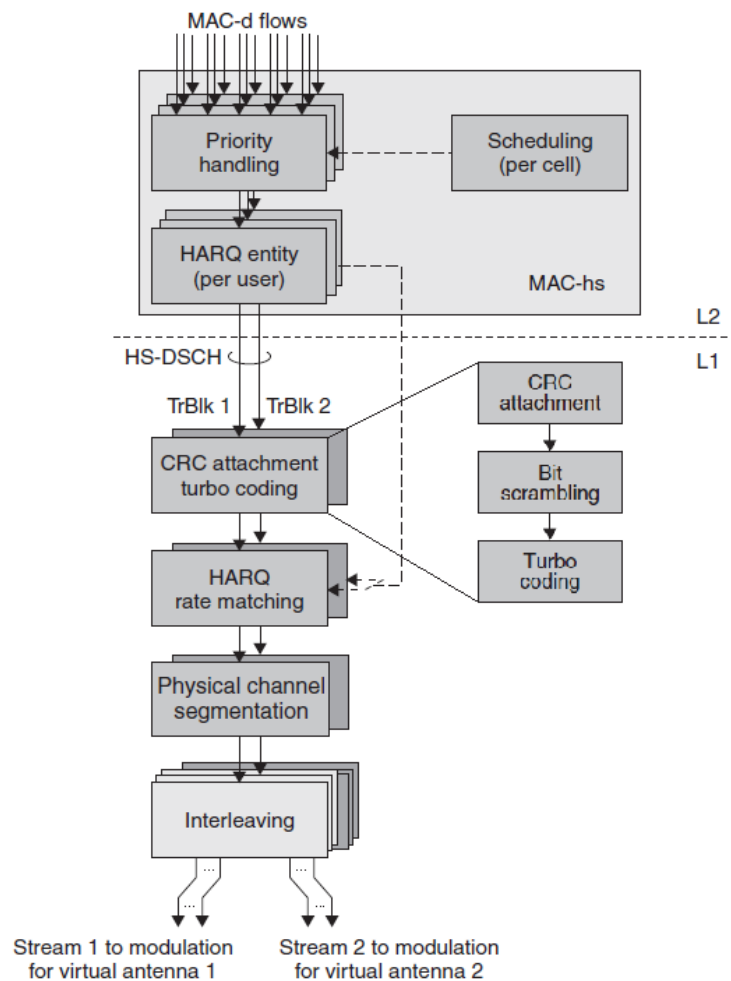 MAC-d flows
Priority
handling
Scheduling
(per cell)
HARQ entity
(per user)
MAC-hs
L2
HS-DSCH
L1
TrBlk 1
TrBlk 2
CRC attachment
turbo coding
CRC
attachment
Bit
scrambling
Turbo
coding
HARQ
rate matching
Physical channel
segmentation
Interleaving
...
...
...
...
Stream 1 to modulation
for virtual antenna 1
Stream 2 to modulation
for virtual antenna 2